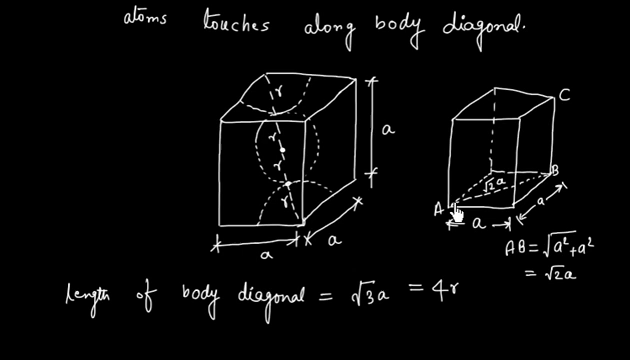 atoms touches along body diagonal.
r
r
r
r
a
a
a
C
B
A
√2a
a
a
AB = √a²+a²
= √2a
length of body diagonal = √3a = 4r